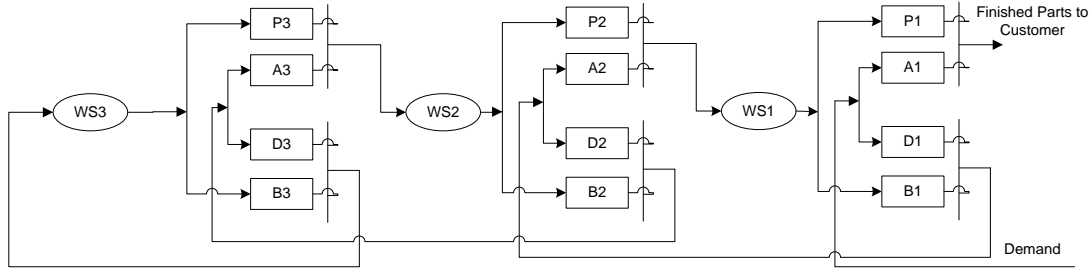 P3
P2
P1
Finished Parts to
Customer
A3
A2
A1
WS3
WS2
WS1
D3
D2
D1
B3
B2
B1
Demand